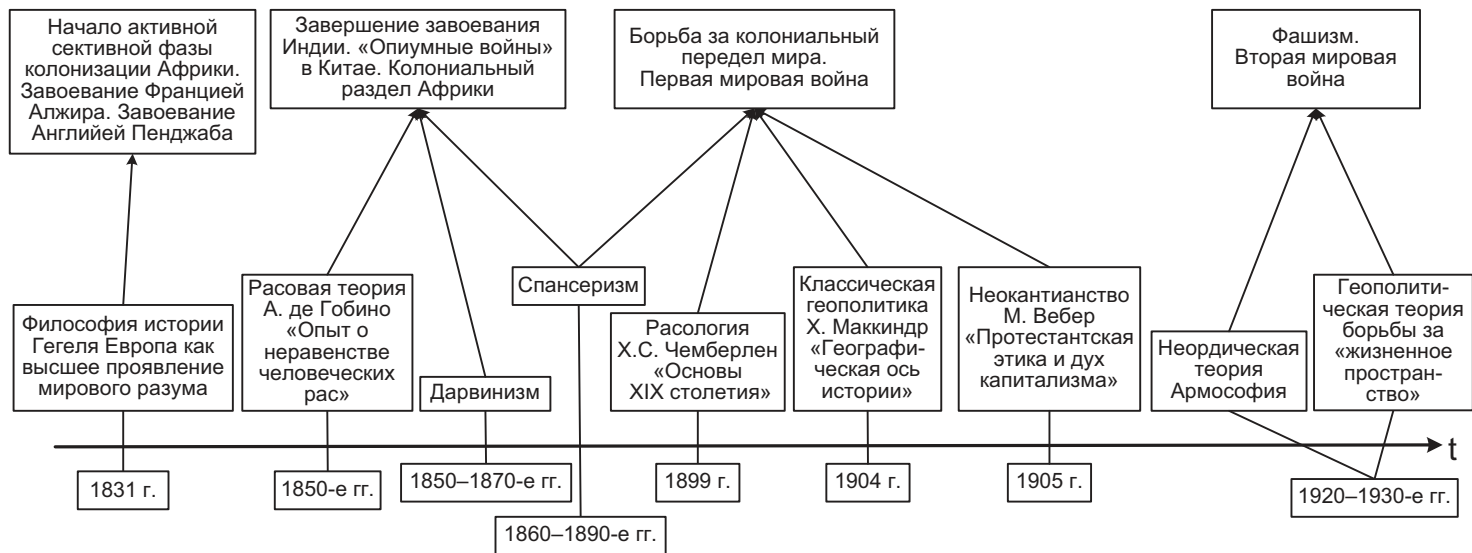 Начало активной
сективной фазы
колонизации Африки.
Завоевание Францией
Алжира. Завоевание
Английей Пенджаба
Завершение завоевания
Индии. «Опиумные войны»
в Китае. Колониальный
раздел Африки
Борьба за колониальный
передел мира.
Первая мировая война
Фашизм.
Вторая мировая
война
Философия истории
Гегеля Европа как
высшее проявление
мирового разума
Расовая теория
А. де Гобино
«Опыт о
неравенстве
человеческих
рас»
Дарвинизм
Спансеризм
Расология
Х.С. Чемберлен
«Основы
XIX столетия»
Классическая
геополитика
Х. Маккиндр
«Географи-
ческая ось
истории»
Неокантианство
М. Вебер
«Протестантская
этика и дух
капитализма»
Неордическая
теория
Армософия
Геополити-
ческая теория
борьбы за
«жизненное
простран-
ство»
t
1831 г.
1850-е гг.
1850–1870-е гг.
1860–1890-е гг.
1899 г.
1904 г.
1905 г.
1920–1930-е гг.